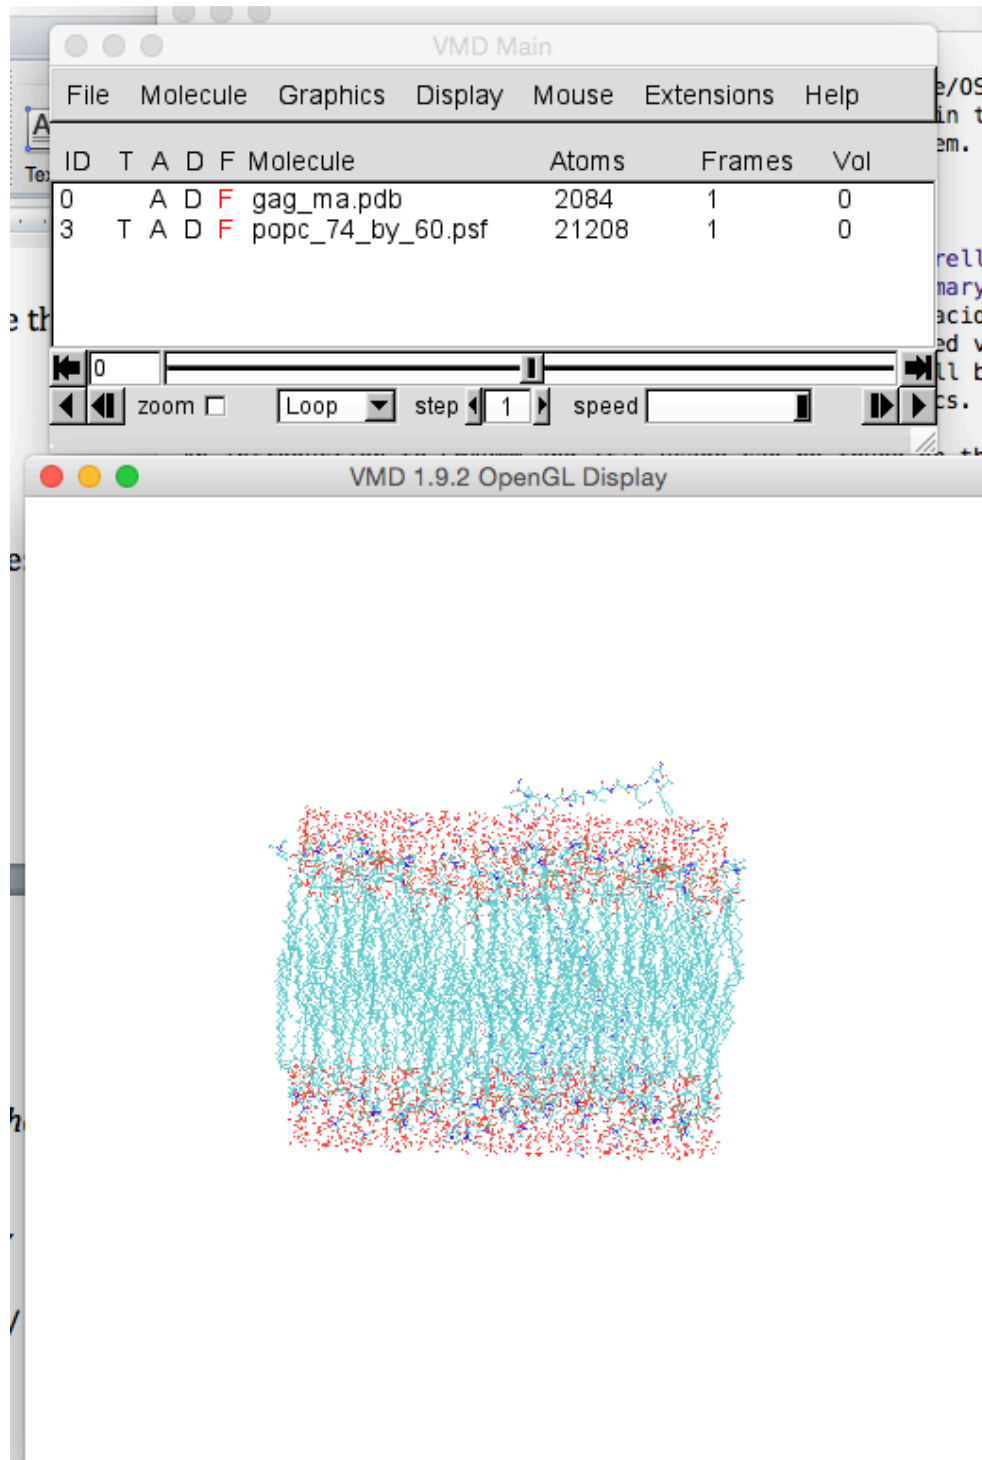 VMD Main
File Molecule Graphics Display Mouse Extensions Help
ID T A D F Molecule Atoms Frames Vol
0 A D F gag_ma.pdb 2084 1 0
3 T A D F popc_74_by_60.psf 21208 1 0
0
zoom Loop step 1 speed
VMD 1.9.2 OpenGL Display